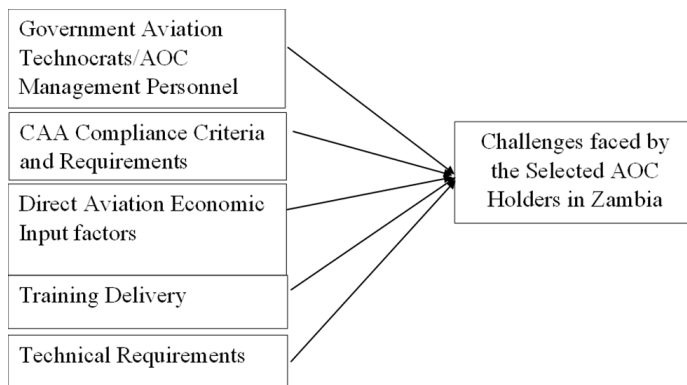 Government Aviation
Technocrats/AOC
Management Personnel
CAA Compliance Criteria
and Requirements
Direct Aviation Economic
Input factors
Training Delivery
Technical Requirements
Challenges faced by
the Selected AOC
Holders in Zambia